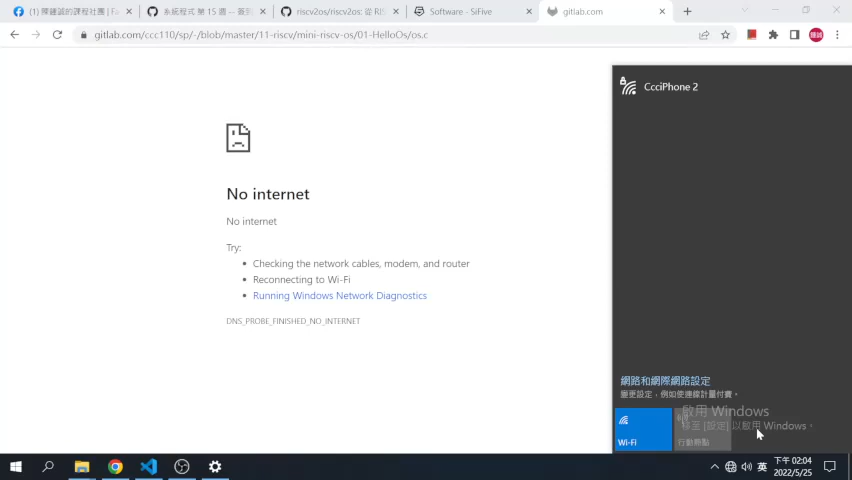 (1) 陳鍾誠的課程社團 | Fa
系統程式 第 15 週 -- 簽到
riscv2os/riscv2os: 從 RIS
Software - SiFive
gitlab.com
gitlab.com/ccc110/sp/-/blob/master/11-riscv/mini-riscv-os/01-HelloOs/os.c
CcciPhone 2
No internet
No internet
Try:
Checking the network cables, modem, and router
Reconnecting to Wi-Fi
Running Windows Network Diagnostics
DNS_PROBE_FINISHED_NO_INTERNET
網路和網際網路設定
變更設定，例如使連線計量付費。
啟用 Windows
移至 [設定] 以啟用 Windows。
Wi-Fi
行動熱點
英
下午 02:04
2022/5/25